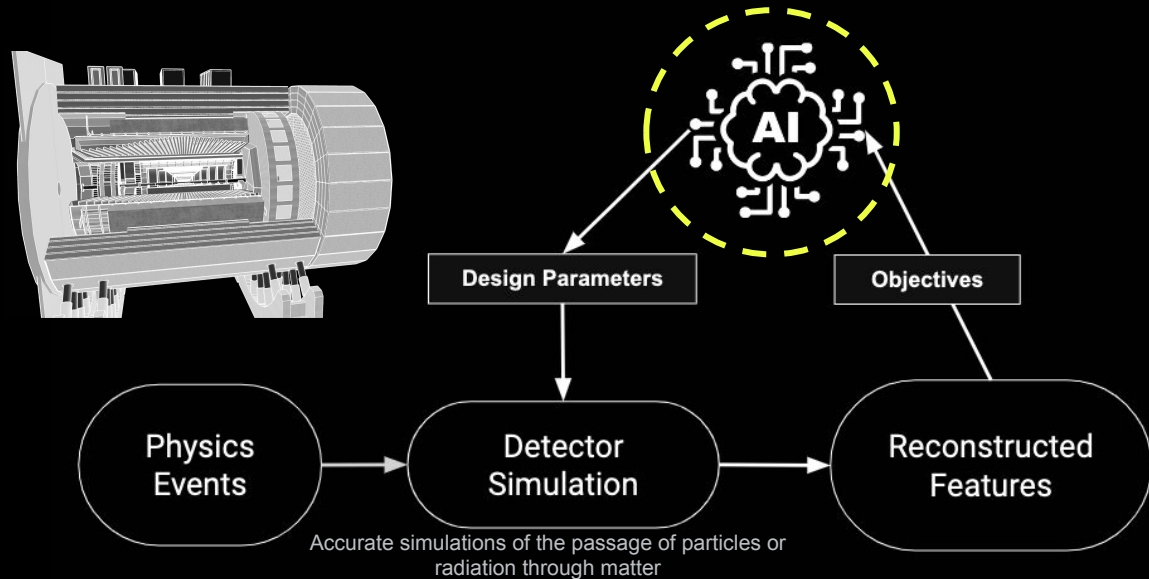 AI
Design Parameters
Objectives
Physics
Events
Detector
Simulation
Reconstructed
Features
Accurate simulations of the passage of particles or
radiation through matter